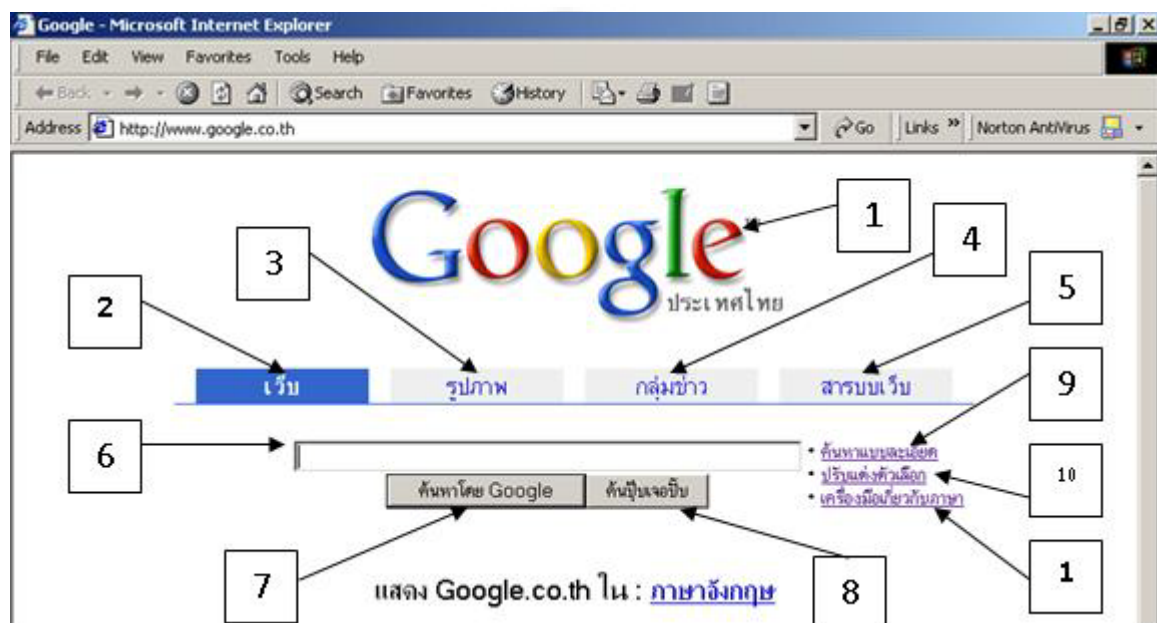 Google - Microsoft Internet Explorer
File Edit View Favorites Tools Help
Back Search Favorites History
Address http://www.google.co.th Go Links » Norton AntiVirus
Google
ประเทศไทย
1
4
3
5
2
เว็บ รูปภาพ กลุ่มข่าว สารบบเว็บ
9
6
• ค้นหาแบบละเอียด
• ปรับแต่งตัวเลือก
10
• เครื่องมือเกี่ยวกับภาษา
ค้นหาโดย Google ค้นปุ๊บเจอปั๊บ
7
8
1
แสดง Google.co.th ใน : ภาษาอังกฤษ